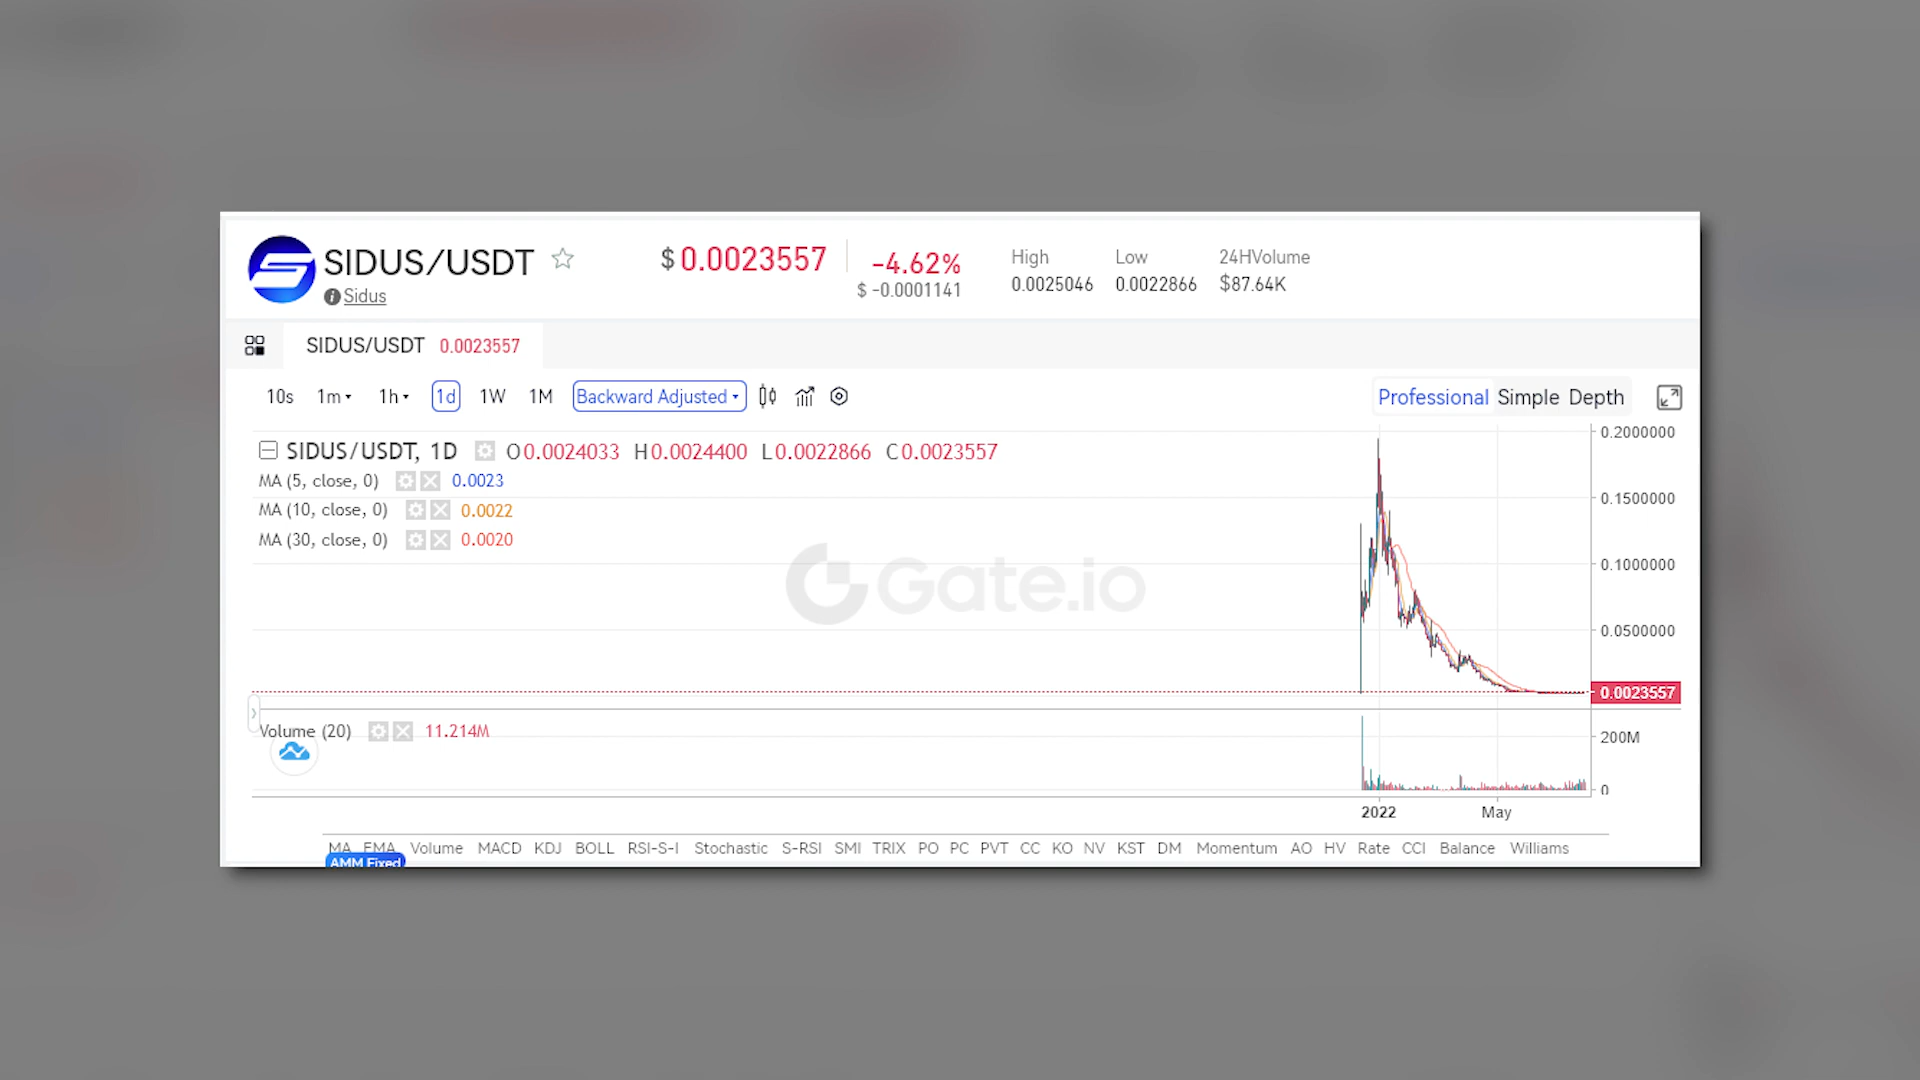 SIDUS/USDT
Sidus
$ 0.0023557
-4.62%
$ -0.0001141
High
0.0025046
Low
0.0022866
24HVolume
$87.64K
SIDUS/USDT 0.0023557
10s 1m 1h 1d 1W 1M Backward Adjusted
Professional Simple Depth
SIDUS/USDT, 1D O0.0024033 H0.0024400 L0.0022866 C0.0023557
MA (5, close, 0) 0.0023
MA (10, close, 0) 0.0022
MA (30, close, 0) 0.0020
Gate.io
0.2000000
0.1500000
0.1000000
0.0500000
0.0023557
Volume (20) 11.214M
200M
0
2022 May
MA EMA Volume MACD KDJ BOLL RSI-S-I Stochastic S-RSI SMI TRIX PO PC PVT CC KO NV KST DM Momentum AO HV Rate CCI Balance Williams
AMM Fixed